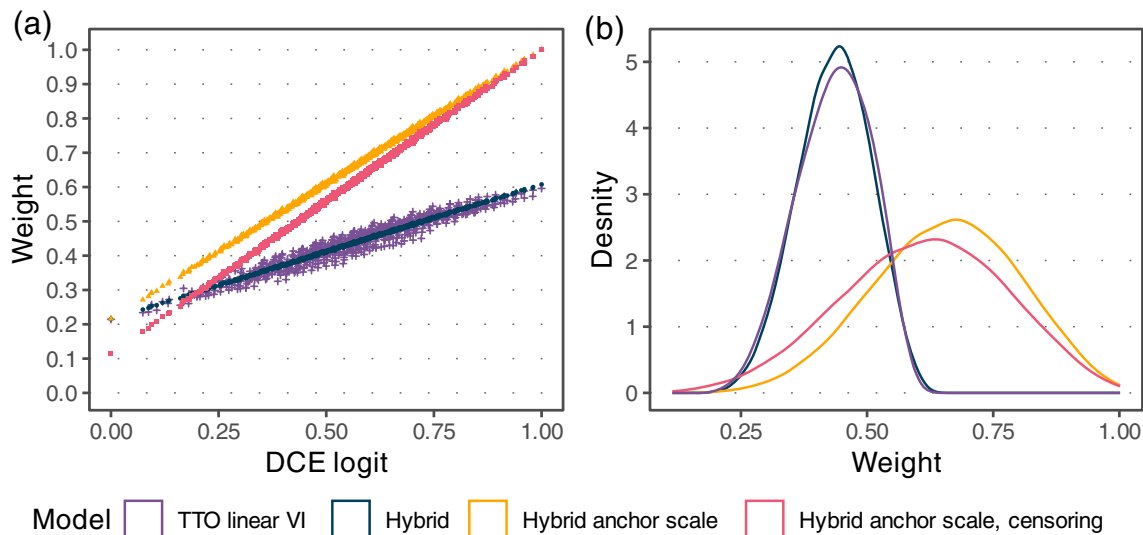 (a)
Weight
1.0
0.9
0.8
0.7
0.6
0.5
0.4
0.3
0.2
0.1
0.0
0.00 0.25 0.50 0.75 1.00
DCE logit
(b)
Desnity
5
4
3
2
1
0
0.25 0.50 0.75 1.00
Weight
Model TTO linear VI Hybrid Hybrid anchor scale Hybrid anchor scale, censoring